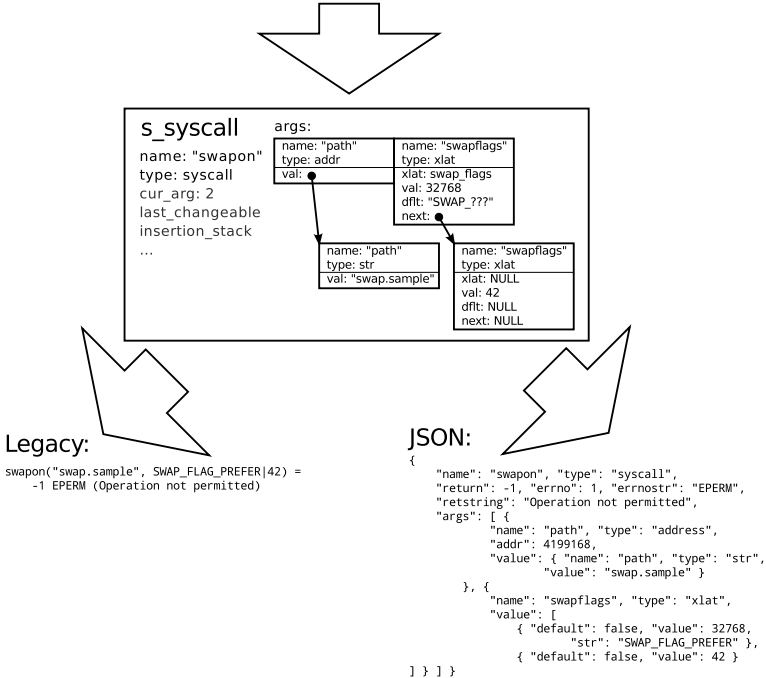 s_syscall
name: "swapon"
type: syscall
cur_arg: 2
last_changeable
insertion_stack
...
args:
name: "path"
type: addr
val:
name: "swapflags"
type: xlat
xlat: swap_flags
val: 32768
dflt: "SWAP_???"
next:
name: "path"
type: str
val: "swap.sample"
name: "swapflags"
type: xlat
xlat: NULL
val: 42
dflt: NULL
next: NULL
Legacy:
swapon("swap.sample", SWAP_FLAG_PREFER|42) =
    -1 EPERM (Operation not permitted)
JSON:
{
    "name": "swapon", "type": "syscall",
    "return": -1, "errno": 1, "errnostr": "EPERM",
    "retstring": "Operation not permitted",
    "args": [ {
            "name": "path", "type": "address",
            "addr": 4199168,
            "value": { "name": "path", "type": "str",
                    "value": "swap.sample" }
        }, {
            "name": "swapflags", "type": "xlat",
            "value": [
                { "default": false, "value": 32768,
                        "str": "SWAP_FLAG_PREFER" },
                { "default": false, "value": 42 }
] } ] }